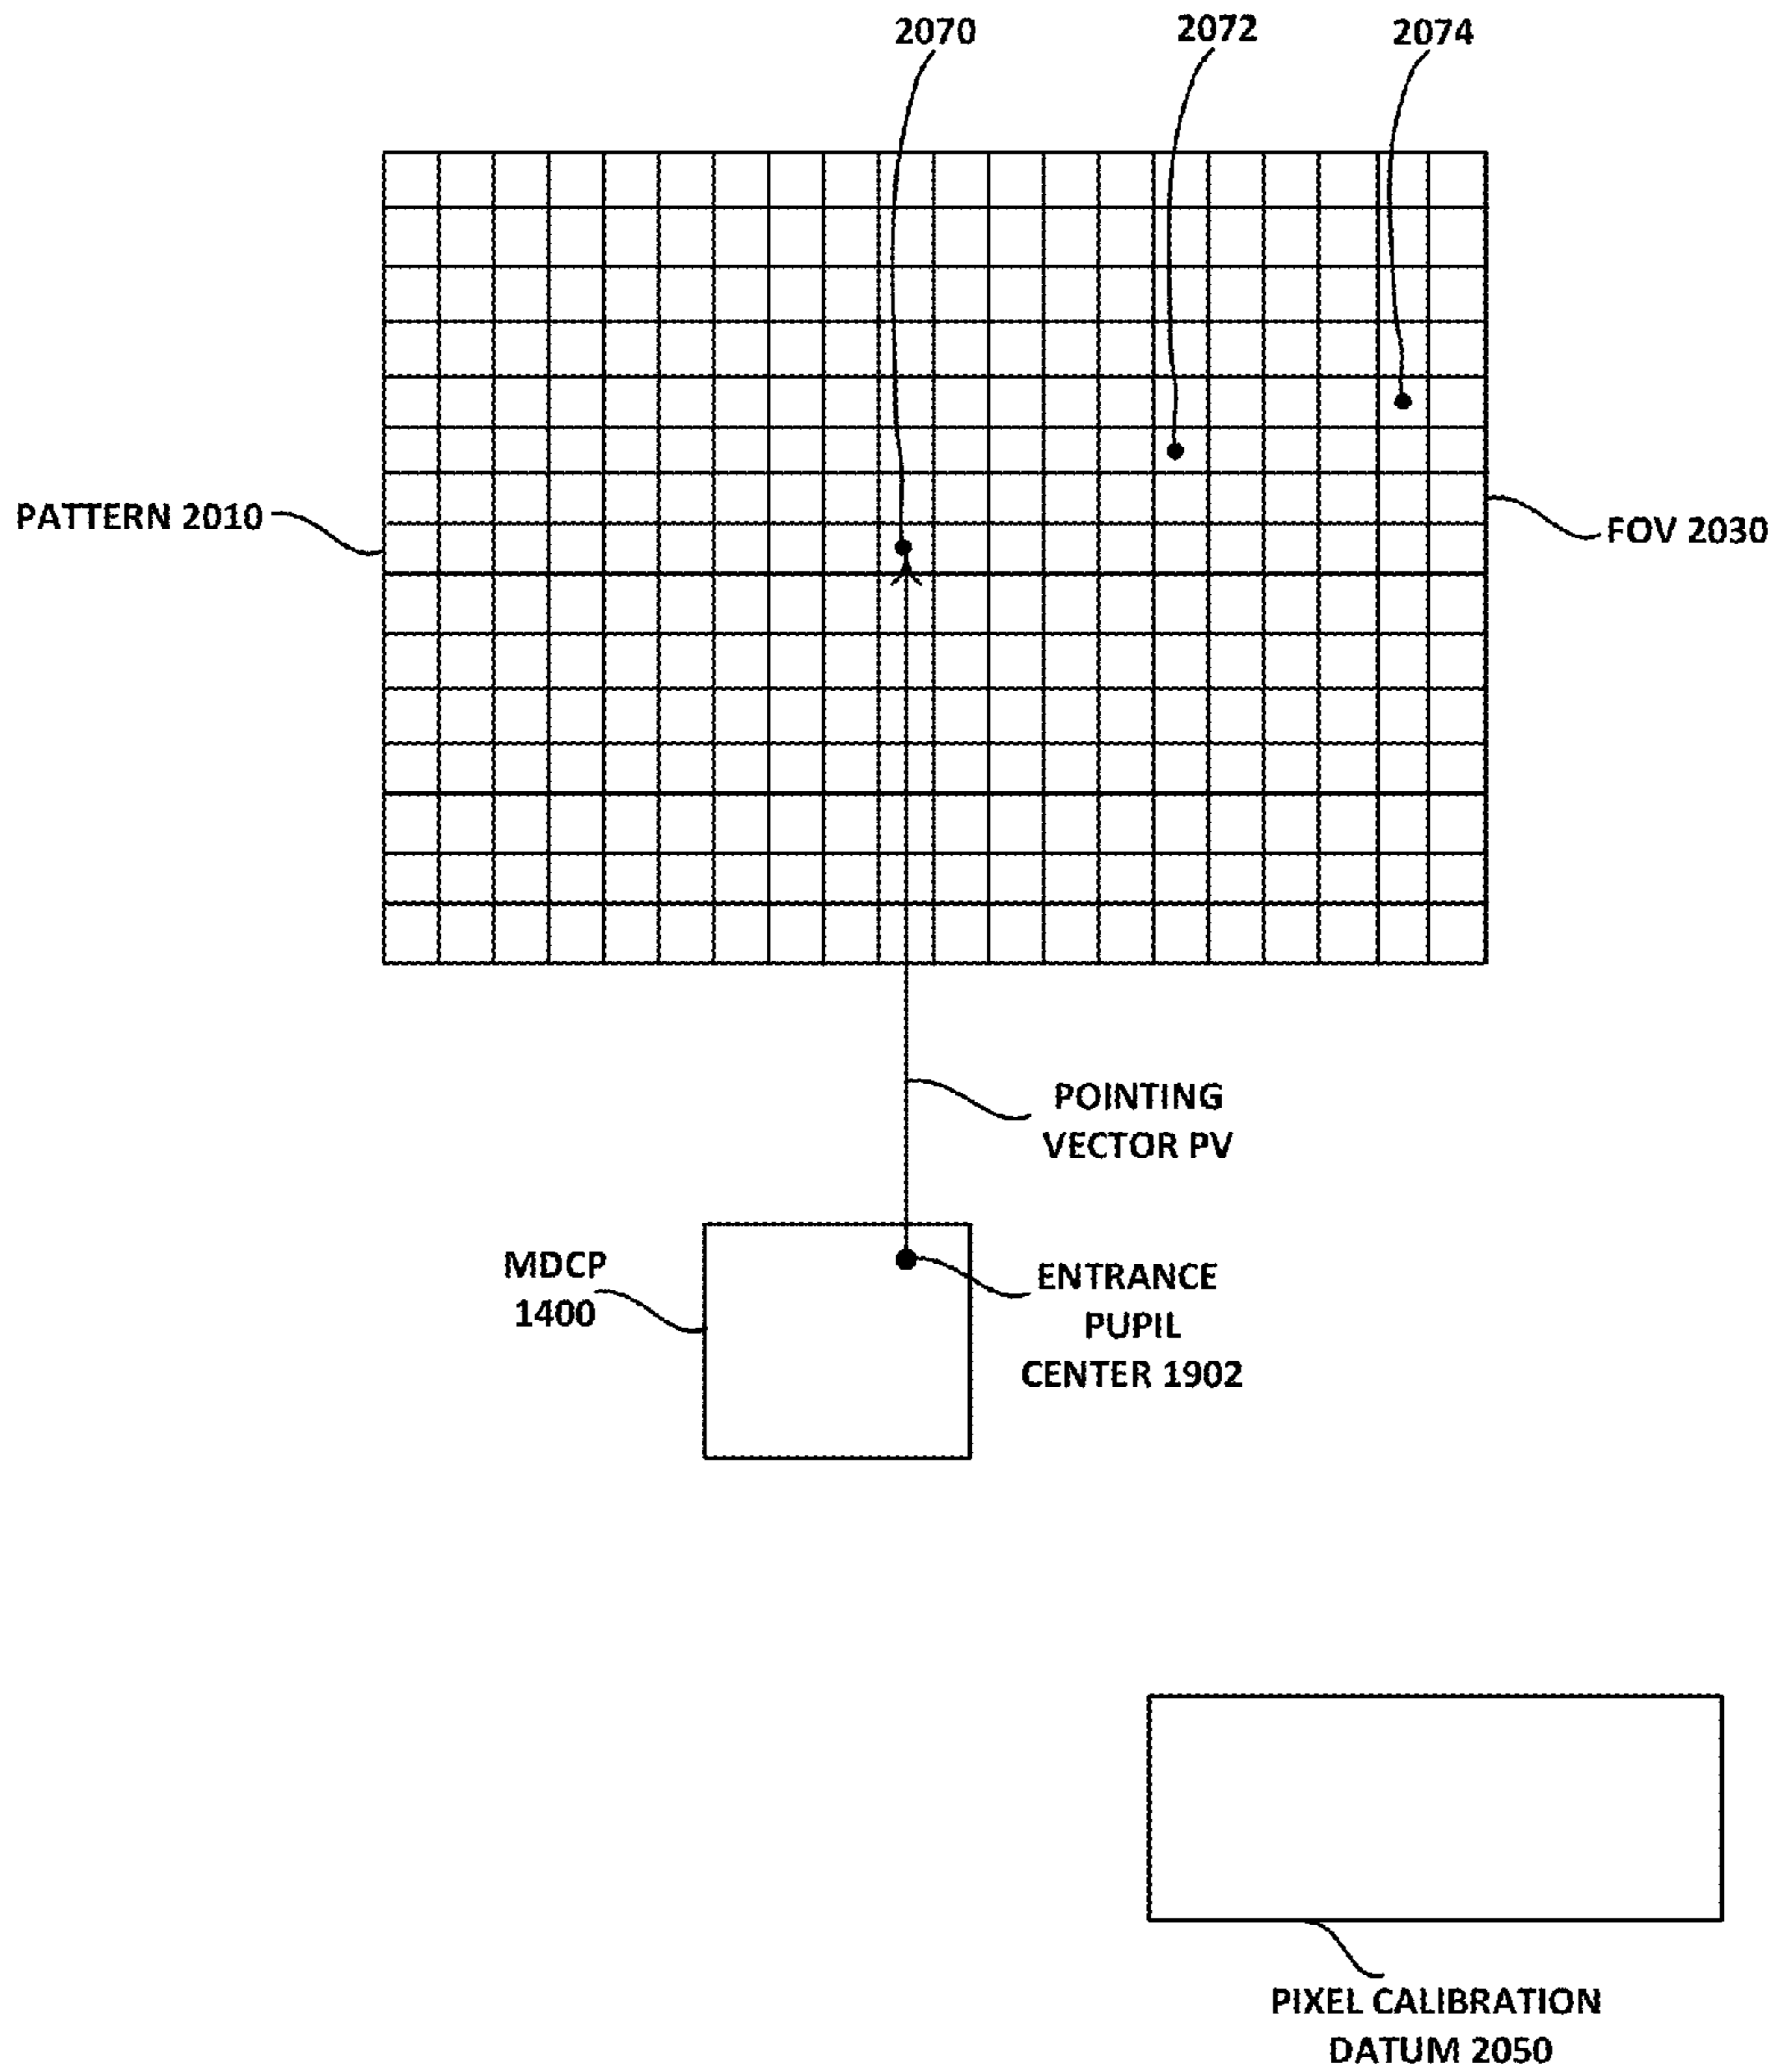 2070
2072
2074
PATTERN 2010
FOV 2030
POINTING
VECTOR PV
MDCP
1400
ENTRANCE
PUPIL
CENTER 1902
PIXEL CALIBRATION
DATUM 2050